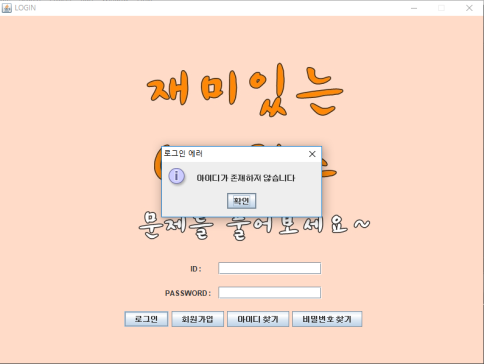 LOGIN
재미있는
로그인 에러
아이디가 존재하지 않습니다
확인
문제를 풀어보세요~
ID :
PASSWORD :
로그인 회원가입 아이디 찾기 비밀번호 찾기